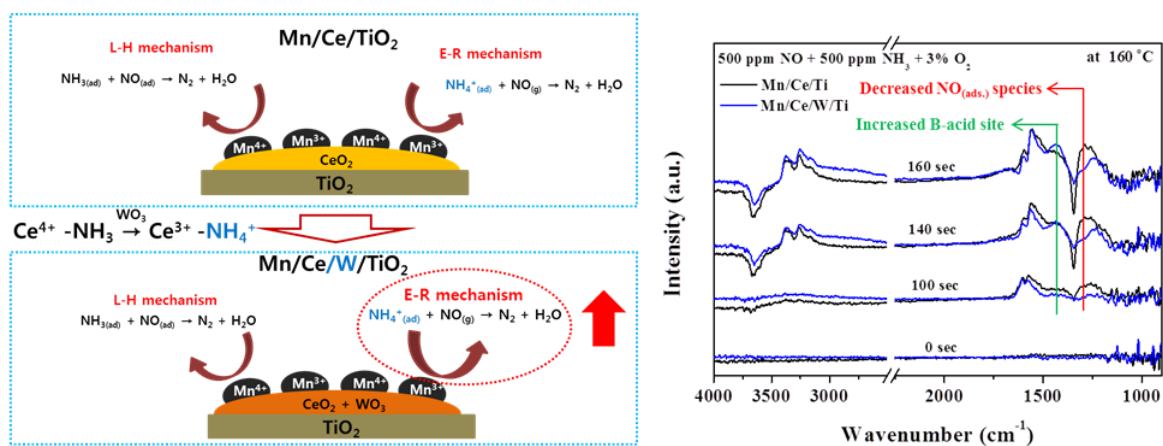 Mn/Ce/TiO₂
L-H mechanism
NH₃₍ad₎ + NO₍ad₎ → N₂ + H₂O
E-R mechanism
NH₄⁺₍ad₎ + NO₍g₎ → N₂ + H₂O
Mn⁴⁺ Mn³⁺ Mn⁴⁺ Mn³⁺
CeO₂
TiO₂
WO₃
Ce⁴⁺ -NH₃ → Ce³⁺ -NH₄⁺
Mn/Ce/W/TiO₂
L-H mechanism
NH₃₍ad₎ + NO₍ad₎ → N₂ + H₂O
E-R mechanism
NH₄⁺₍ad₎ + NO₍g₎ → N₂ + H₂O
Mn⁴⁺ Mn³⁺ Mn⁴⁺ Mn³⁺
CeO₂ + WO₃
TiO₂
500 ppm NO + 500 ppm NH₃ + 3% O₂ at 160 °C
Mn/Ce/Ti
Mn/Ce/W/Ti
Decreased NO₍ads.₎ species
Increased B-acid site
160 sec
140 sec
100 sec
0 sec
Intensity (a.u.)
4000 3500 3000 2000 1500 1000
Wavenumber (cm⁻¹)